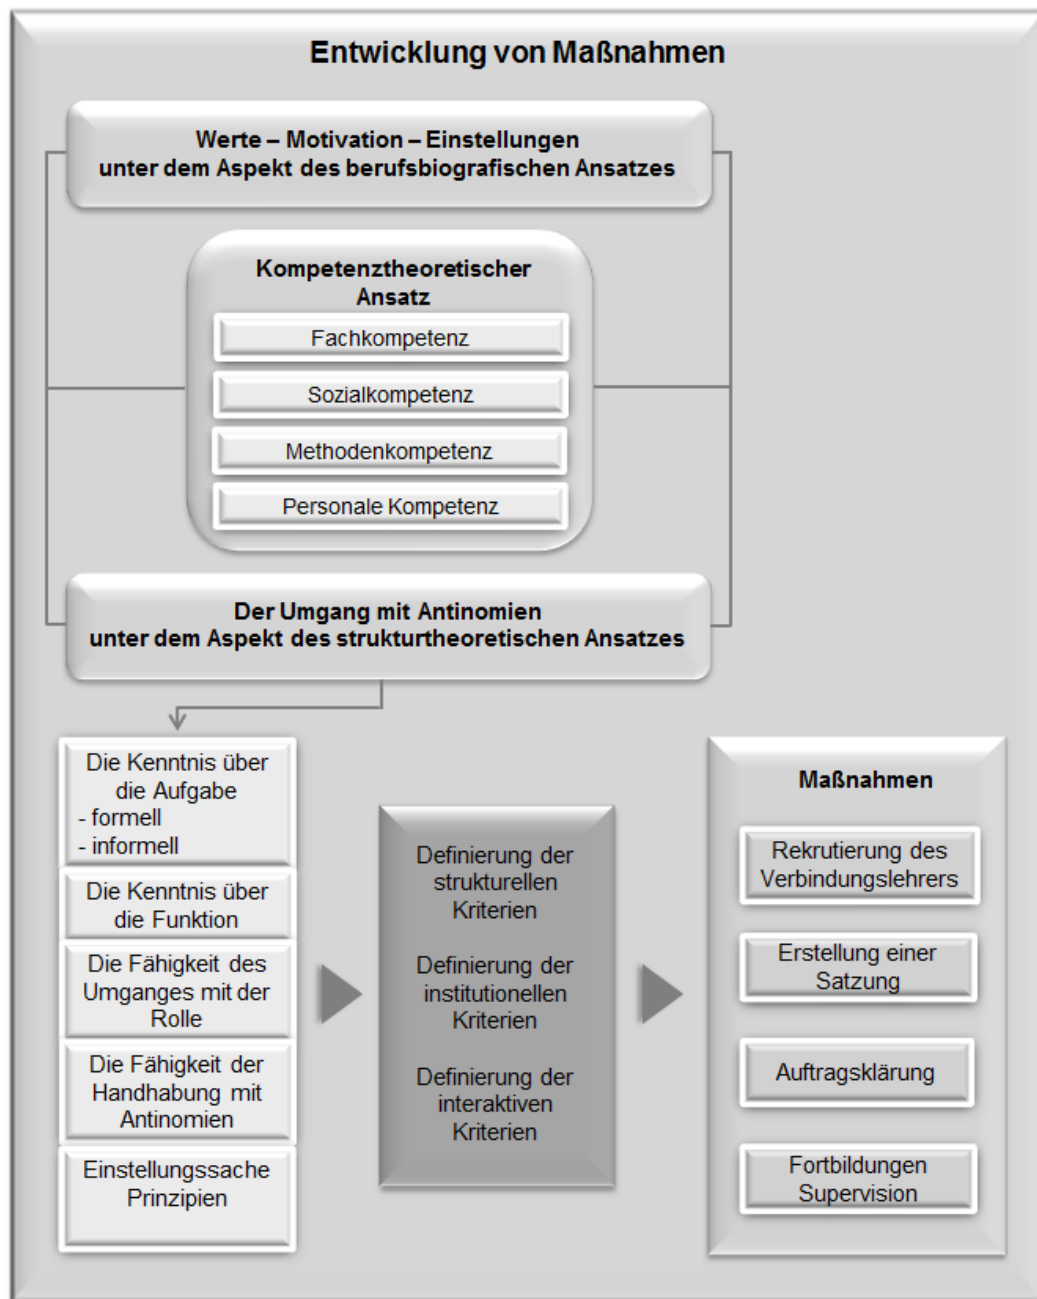 Entwicklung von Maßnahmen
Werte – Motivation – Einstellungen
unter dem Aspekt des berufsbiografischen Ansatzes
Kompetenztheoretischer
Ansatz
Fachkompetenz
Sozialkompetenz
Methodenkompetenz
Personale Kompetenz
Der Umgang mit Antinomien
unter dem Aspekt des strukturtheoretischen Ansatzes
Die Kenntnis über
die Aufgabe
- formell
- informell
Die Kenntnis über
die Funktion
Die Fähigkeit des
Umganges mit der
Rolle
Die Fähigkeit der
Handhabung mit
Antinomien
Einstellungssache
Prinzipien
Definierung der
strukturellen
Kriterien
Definierung der
institutionellen
Kriterien
Definierung der
interaktiven
Kriterien
Maßnahmen
Rekrutierung des
Verbindungslehrers
Erstellung einer
Satzung
Auftragsklärung
Fortbildungen
Supervision